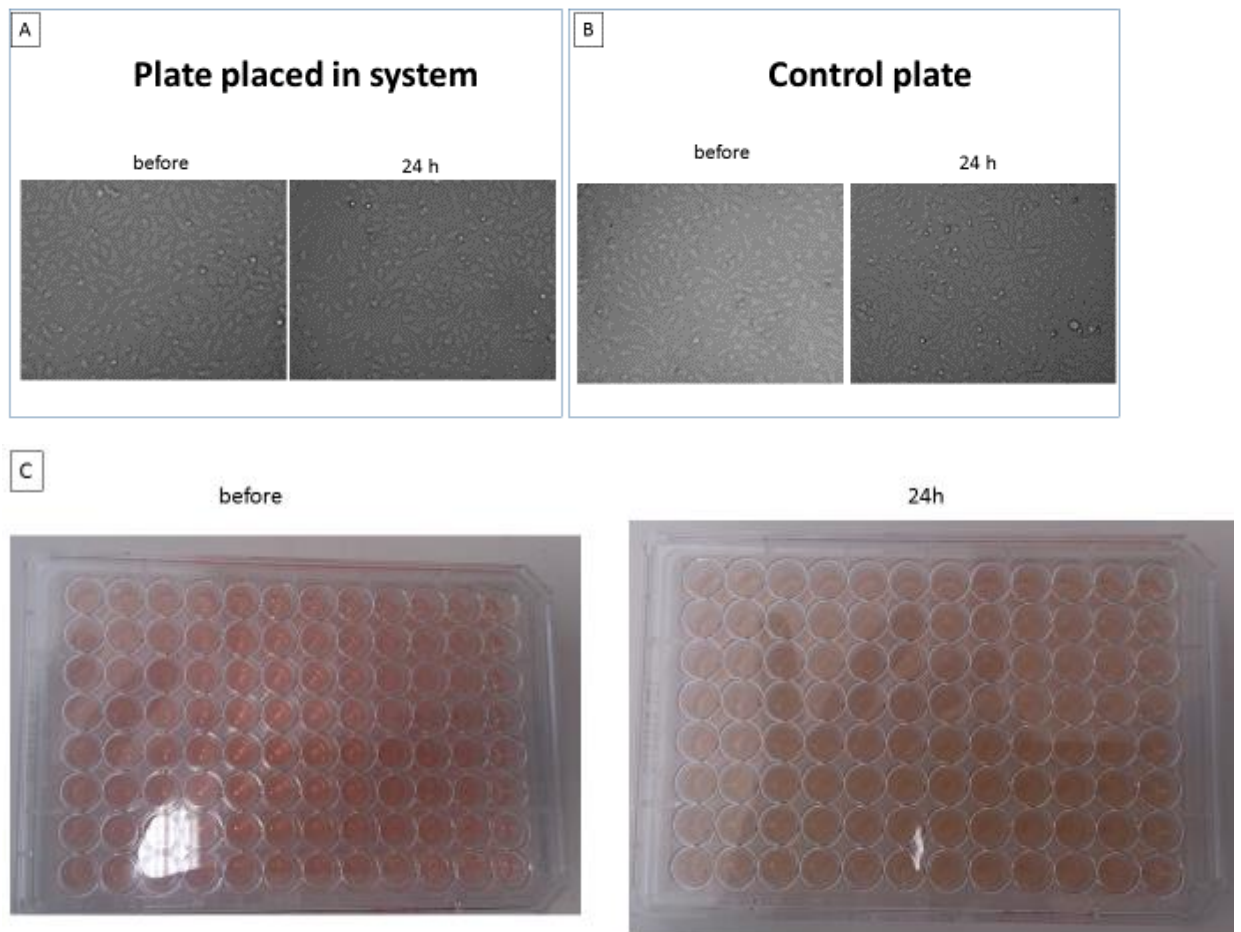 A
Plate placed in system
before
24 h
B
Control plate
before
24 h
C
before
24h